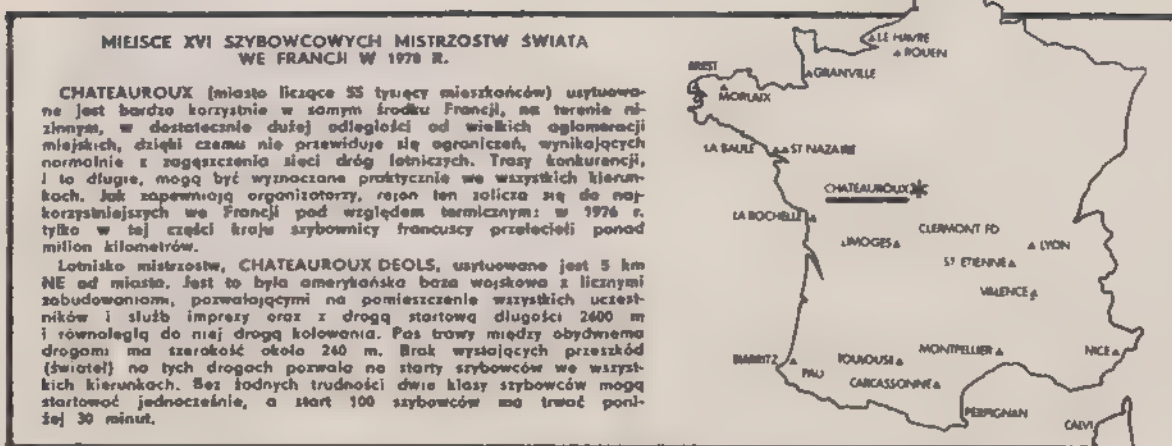 MIEJSCE XVI SZYBOWCOWYCH MISTRZOSTW ŚWIATA
WE FRANCJI W 1978 R.
CHATEAUROUX (miasto liczące 55 tysięcy mieszkańców) usytuowa-
ne jest bardzo korzystnie w samym środku Francji, na terenie ni-
zinnym, w dostatecznie dużej odległości od wielkich aglomeracji
miejskich, dzięki czemu nie przewiduje się ograniczeń, wynikających
normalnie z zagęszczenia sieci dróg lotniczych. Trasy konkurencji,
i to długie, mogą być wyznaczane praktycznie we wszystkich kierun-
kach. Jak zapewniają organizatorzy, rejon ten zalicza się do naj-
korzystniejszych we Francji pod względem termicznym: w 1976 r.
tylko w tej części kraju szybownicy francuscy przelecieli ponad
milion kilometrów.
Lotnisko mistrzostw, CHATEAUROUX DEOLS, usytuowane jest 5 km
NE od miasta. Jest to była amerykańska baza wojskowa z licznymi
zabudowaniami, pozwalającymi na pomieszczenie wszystkich uczest-
ników i służb imprezy oraz z drogą startową długości 2600 m
i równoległą do niej drogą kołowania. Pas trawy między obydwiema
drogami ma szerokość około 260 m. Brak wystających przeszkód
(świateł) na tych drogach pozwala na starty szybowców we wszyst-
kich kierunkach. Bez żadnych trudności dwie klasy szybowców mogą
startować jednocześnie, a start 100 szybowców ma trwać poni-
żej 30 minut.
LE HAVRE
ROUEN
BREST
GRANVILLE
MORLAIX
LA BAULE
ST NAZAIRE
CHATEAUROUX
LA ROCHELLE
CLERMONT FD
LIMOGES
LYON
ST ETIENNE
VALENCE
BIARRITZ
PAU
TOULOUSE
MONTPELLIER
NICE
CARCASSONNE
PERPIGNAN
CALVI